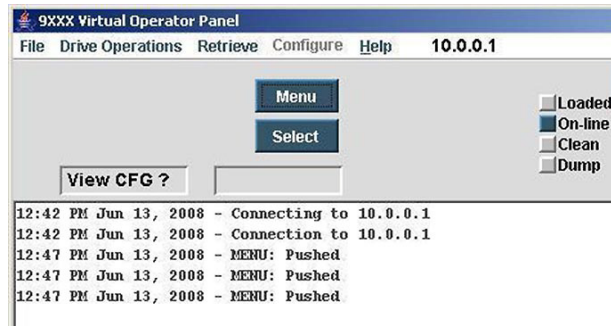 9XXX Virtual Operator Panel
File Drive Operations Retrieve Configure Help 10.0.0.1
Menu
Select
Loaded
On-line
Clean
Dump
View CFG ?
12:42 PM Jun 13, 2008 - Connecting to 10.0.0.1
12:42 PM Jun 13, 2008 - Connection to 10.0.0.1
12:47 PM Jun 13, 2008 - MENU: Pushed
12:47 PM Jun 13, 2008 - MENU: Pushed
12:47 PM Jun 13, 2008 - MENU: Pushed